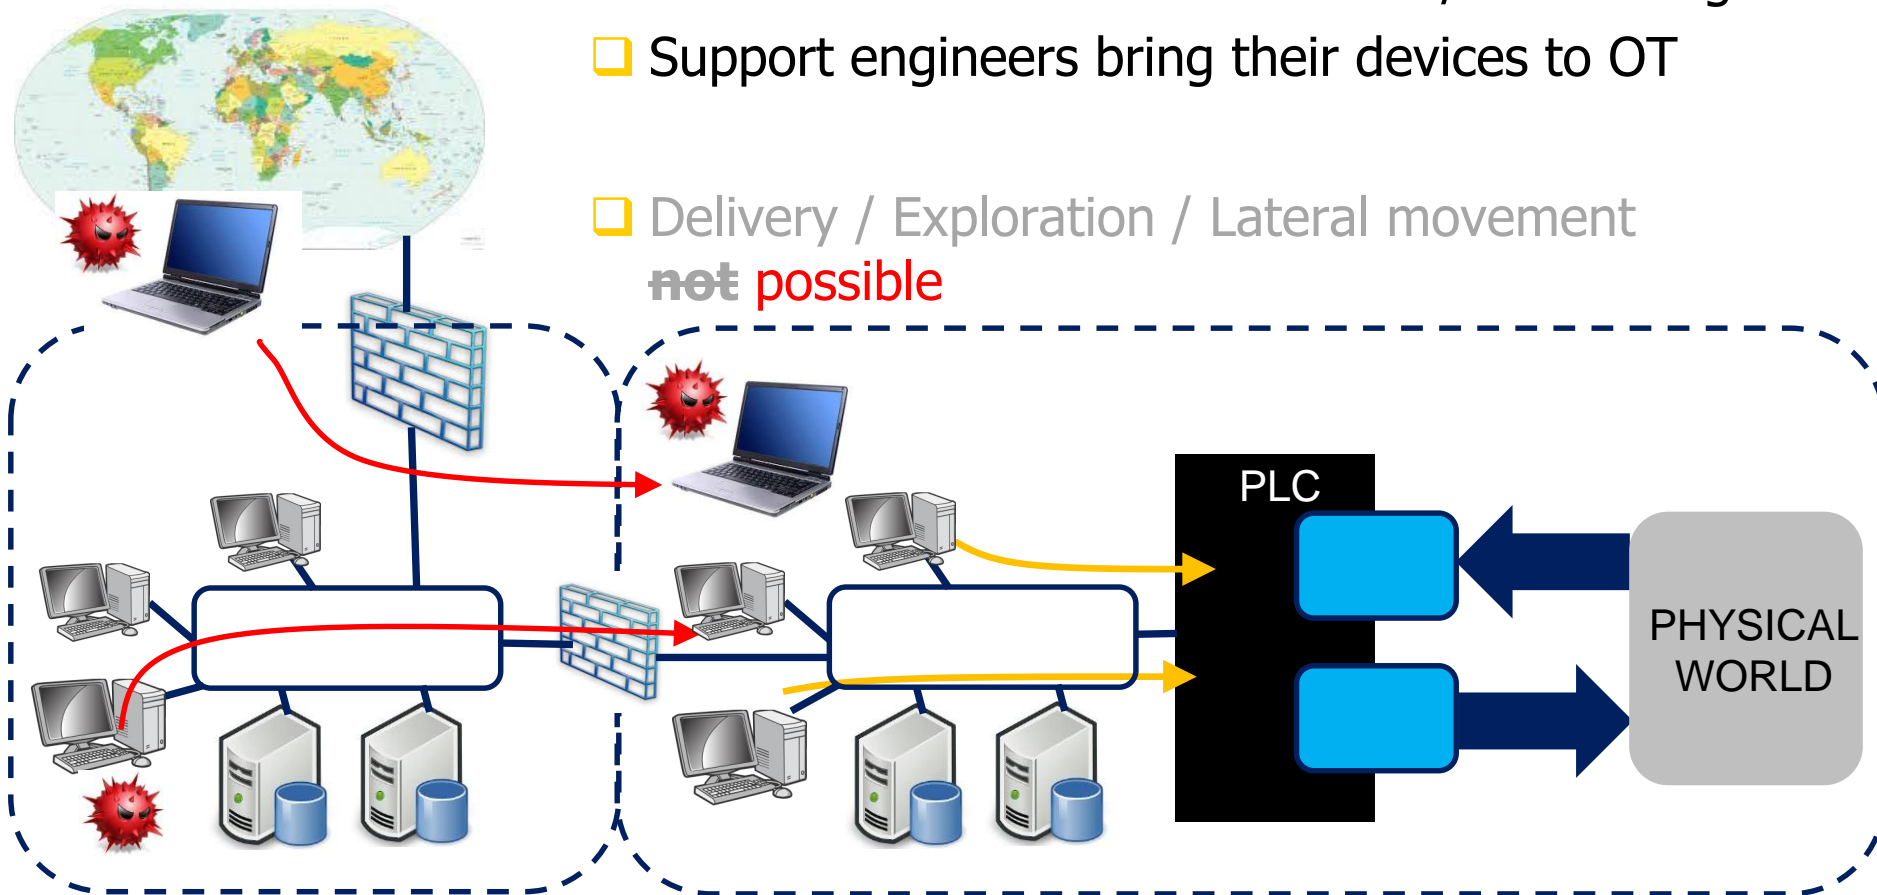 Support engineers bring their devices to OT
Delivery / Exploration / Lateral movement
not possible
PLC
PHYSICAL
WORLD